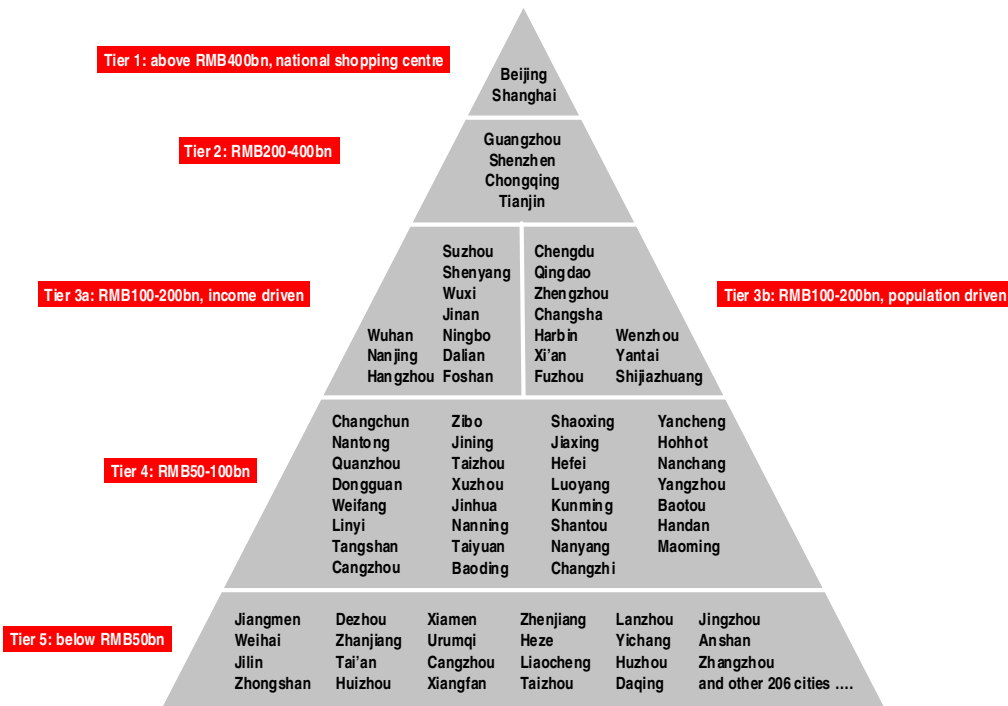 Tier 1: above RMB400bn, national shopping centre
Beijing
Shanghai
Tier 2: RMB200-400bn
Guangzhou
Shenzhen
Chongqing
Tianjin
Tier 3a: RMB100-200bn, income driven
Wuhan
Nanjing
Hangzhou
Suzhou
Shenyang
Wuxi
Jinan
Ningbo
Dalian
Foshan
Chengdu
Qingdao
Zhengzhou
Changsha
Harbin
Xi'an
Fuzhou
Wenzhou
Yantai
Shijiazhuang
Tier 3b: RMB100-200bn, population driven
Tier 4: RMB50-100bn
Changchun
Nantong
Quanzhou
Dongguan
Weifang
Linyi
Tangshan
Cangzhou
Zibo
Jining
Taizhou
Xuzhou
Jinhua
Nanning
Taiyuan
Baoding
Shaoxing
Jiaxing
Hefei
Luoyang
Kunming
Shantou
Nanyang
Changzhi
Yancheng
Hohhot
Nanchang
Yangzhou
Baotou
Handan
Maoming
Tier 5: below RMB50bn
Jiangmen
Weihai
Jilin
Zhongshan
Dezhou
Zhanjiang
Tai'an
Huizhou
Xiamen
Urumqi
Cangzhou
Xiangfan
Zhenjiang
Heze
Liaocheng
Taizhou
Lanzhou
Yichang
Huzhou
Daqing
Jingzhou
Anshan
Zhangzhou
and other 206 cities ....